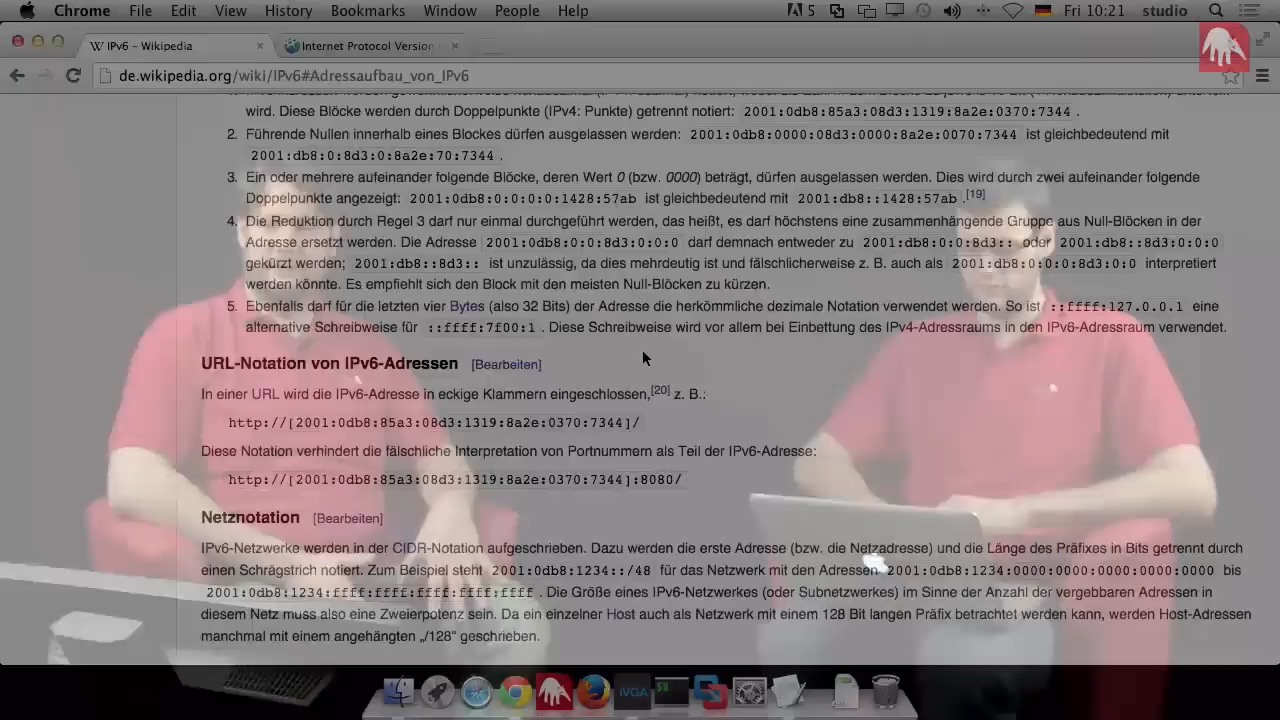 Chrome File Edit View History Bookmarks Window People Help 5 Fri 10:21 studio
IPv6 – Wikipedia × Internet Protocol Version ×
de.wikipedia.org/wiki/IPv6#Adressaufbau_von_IPv6
wird. Diese Blöcke werden durch Doppelpunkte (IPv4: Punkte) getrennt notiert: 2001:0db8:85a3:08d3:1319:8a2e:0370:7344 .
2. Führende Nullen innerhalb eines Blockes dürfen ausgelassen werden: 2001:0db8:0000:08d3:0000:8a2e:0070:7344 ist gleichbedeutend mit
2001:db8:0:8d3:0:8a2e:70:7344 .
3. Ein oder mehrere aufeinander folgende Blöcke, deren Wert 0 (bzw. 0000) beträgt, dürfen ausgelassen werden. Dies wird durch zwei aufeinander folgende
Doppelpunkte angezeigt: 2001:0db8:0:0:0:0:1428:57ab ist gleichbedeutend mit 2001:db8::1428:57ab .[19]
4. Die Reduktion durch Regel 3 darf nur einmal durchgeführt werden, das heißt, es darf höchstens eine zusammenhängende Gruppe aus Null-Blöcken in der
Adresse ersetzt werden. Die Adresse 2001:0db8:0:0:8d3:0:0:0 darf demnach entweder zu 2001:db8:0:0:8d3:: oder 2001:db8::8d3:0:0:0
gekürzt werden; 2001:db8::8d3:: ist unzulässig, da dies mehrdeutig ist und fälschlicherweise z. B. auch als 2001:db8:0:0:0:8d3:0:0 interpretiert
werden könnte. Es empfiehlt sich den Block mit den meisten Null-Blöcken zu kürzen.
5. Ebenfalls darf für die letzten vier Bytes (also 32 Bits) der Adresse die herkömmliche dezimale Notation verwendet werden. So ist ::ffff:127.0.0.1 eine
alternative Schreibweise für ::ffff:7f00:1 . Diese Schreibweise wird vor allem bei Einbettung des IPv4-Adressraums in den IPv6-Adressraum verwendet.
URL-Notation von IPv6-Adressen [Bearbeiten]
In einer URL wird die IPv6-Adresse in eckige Klammern eingeschlossen,[20] z. B.:
http://[2001:0db8:85a3:08d3:1319:8a2e:0370:7344]/
Diese Notation verhindert die fälschliche Interpretation von Portnummern als Teil der IPv6-Adresse:
http://[2001:0db8:85a3:08d3:1319:8a2e:0370:7344]:8080/
Netznotation [Bearbeiten]
IPv6-Netzwerke werden in der CIDR-Notation aufgeschrieben. Dazu werden die erste Adresse (bzw. die Netzadresse) und die Länge des Präfixes in Bits getrennt durch
einen Schrägstrich notiert. Zum Beispiel steht 2001:0db8:1234::/48 für das Netzwerk mit den Adressen 2001:0db8:1234:0000:0000:0000:0000:0000 bis
2001:0db8:1234:ffff:ffff:ffff:ffff:ffff . Die Größe eines IPv6-Netzwerkes (oder Subnetzwerkes) im Sinne der Anzahl der vergebbaren Adressen in
diesem Netz muss also eine Zweierpotenz sein. Da ein einzelner Host auch als Netzwerk mit einem 128 Bit langen Präfix betrachtet werden kann, werden Host-Adressen
manchmal mit einem angehängten „/128“ geschrieben.
iVGA